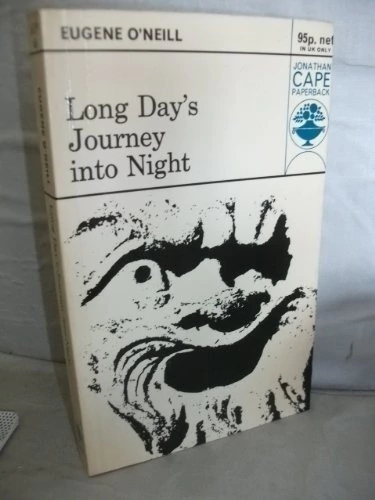 EUGENE O'NEILL
95p. net
IN UK ONLY
JONATHAN
CAPE
PAPERBACK
Long Day's
Journey
into Night